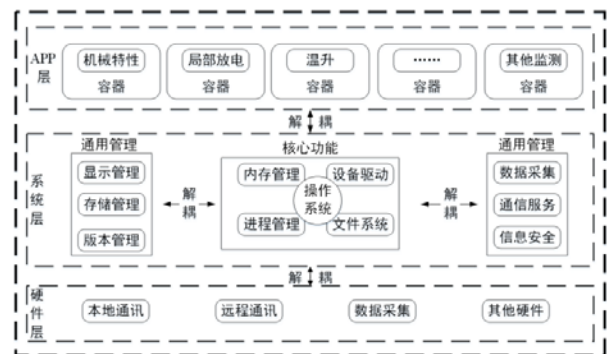 APP层
机械特性
容器
局部放电
容器
温升
容器
……
容器
其他监测
容器
解耦
系统层
通用管理
显示管理
存储管理
版本管理
解耦
核心功能
内存管理
设备驱动
操作系统
进程管理
文件系统
解耦
通用管理
数据采集
通信服务
信息安全
解耦
硬件层
本地通讯
远程通讯
数据采集
其他硬件